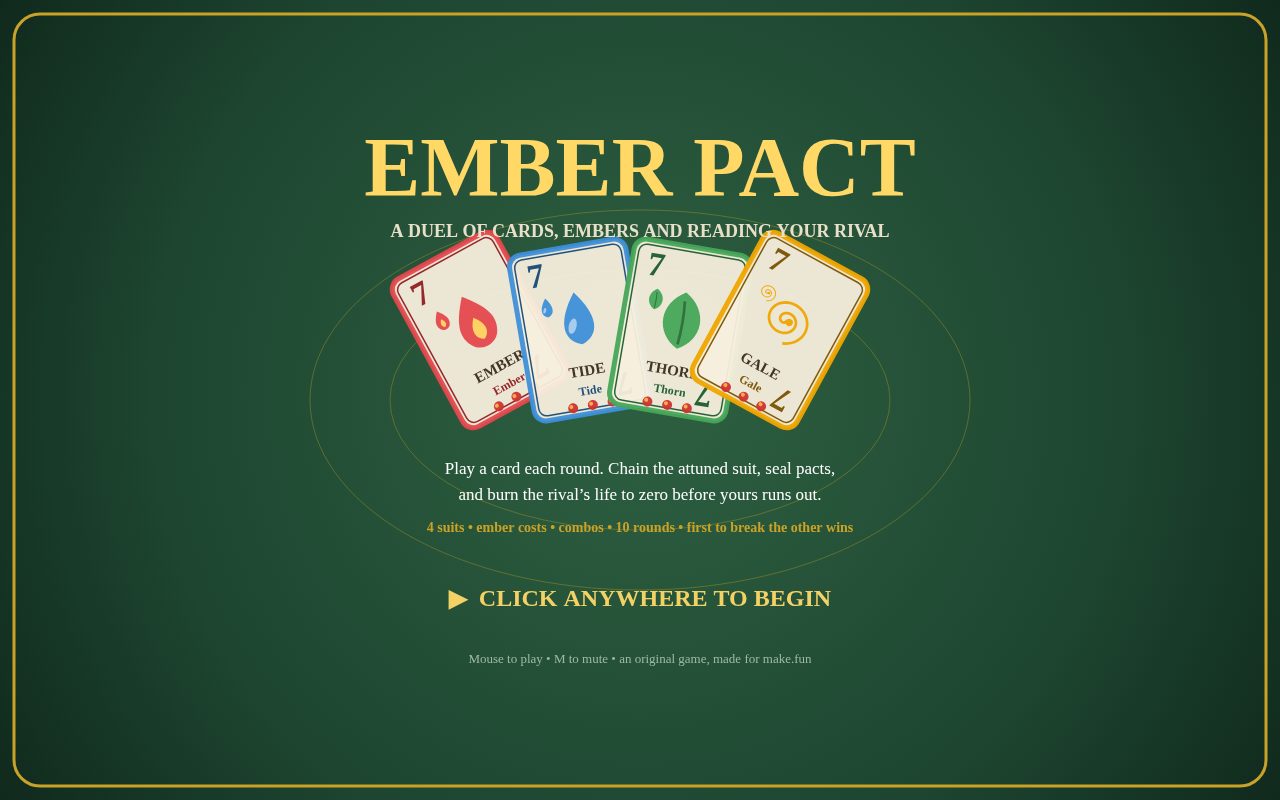 EMBER PACT
A DUEL OF CARDS, EMBERS AND READING YOUR RIVAL
7
EMBER
Ember
7
TIDE
Tide
7
THOR
Thorn
7
7
GALE
Gale
7
Play a card each round. Chain the attuned suit, seal pacts,
and burn the rival’s life to zero before yours runs out.
4 suits • ember costs • combos • 10 rounds • first to break the other wins
▶ CLICK ANYWHERE TO BEGIN
Mouse to play • M to mute • an original game, made for make.fun